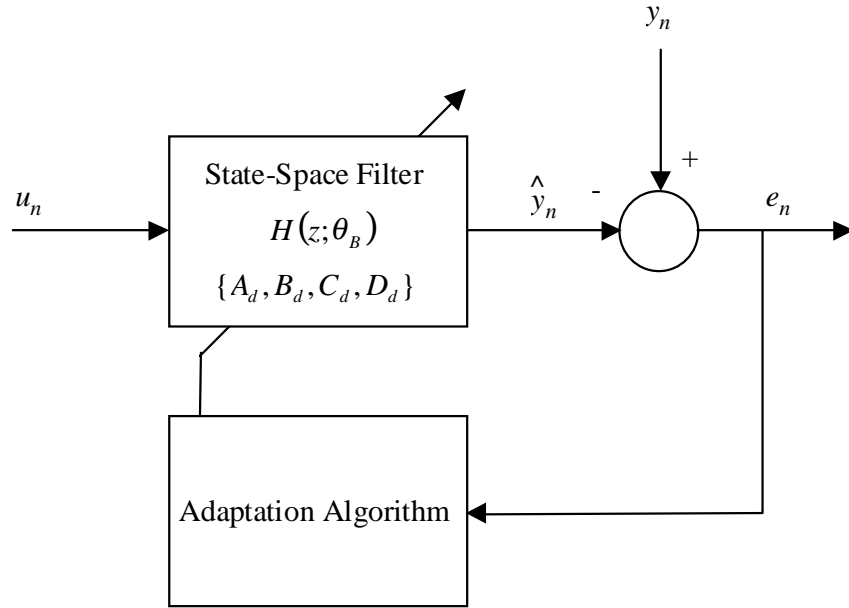 y_n
State-Space Filter
u_n
H(z;θ_B)
{A_d, B_d, C_d, D_d}
ŷ_n
-
+
e_n
Adaptation Algorithm